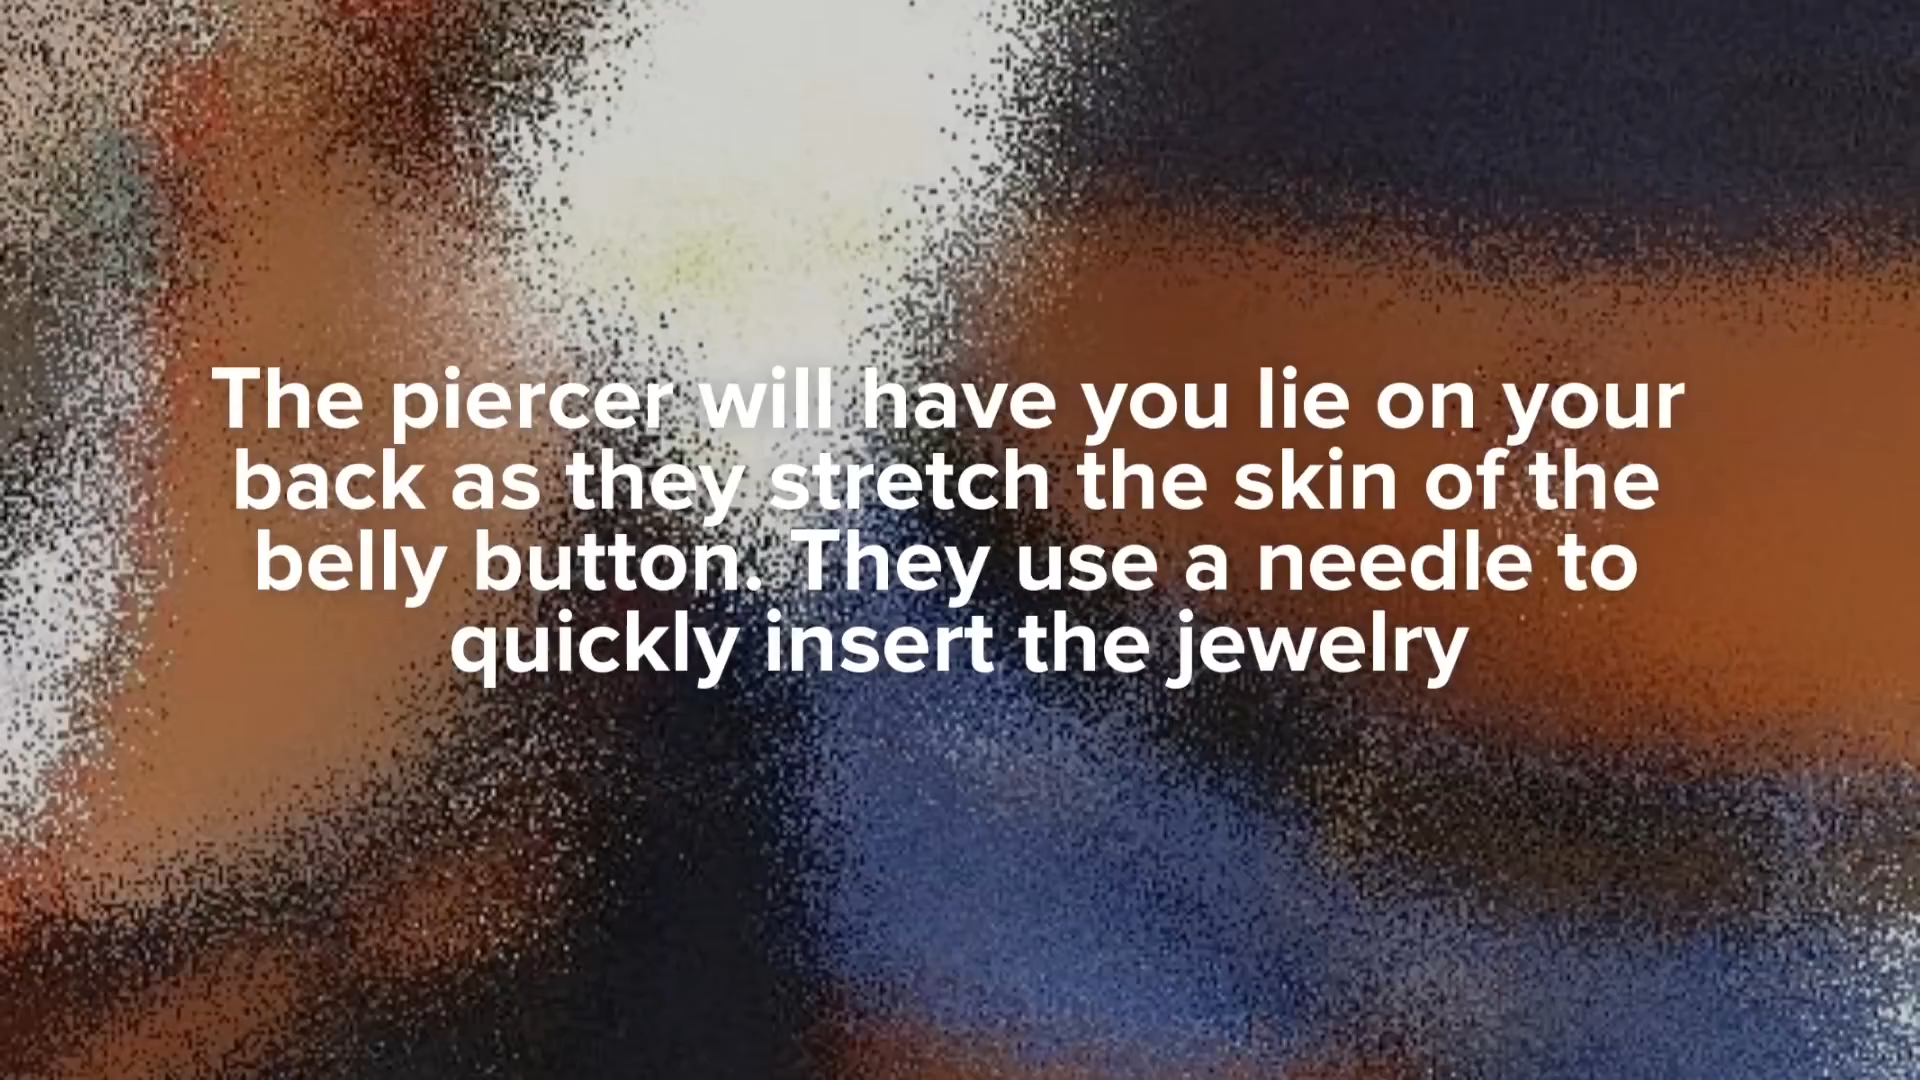 The piercer will have you lie on your
back as they stretch the skin of the
belly button. They use a needle to
quickly insert the jewelry